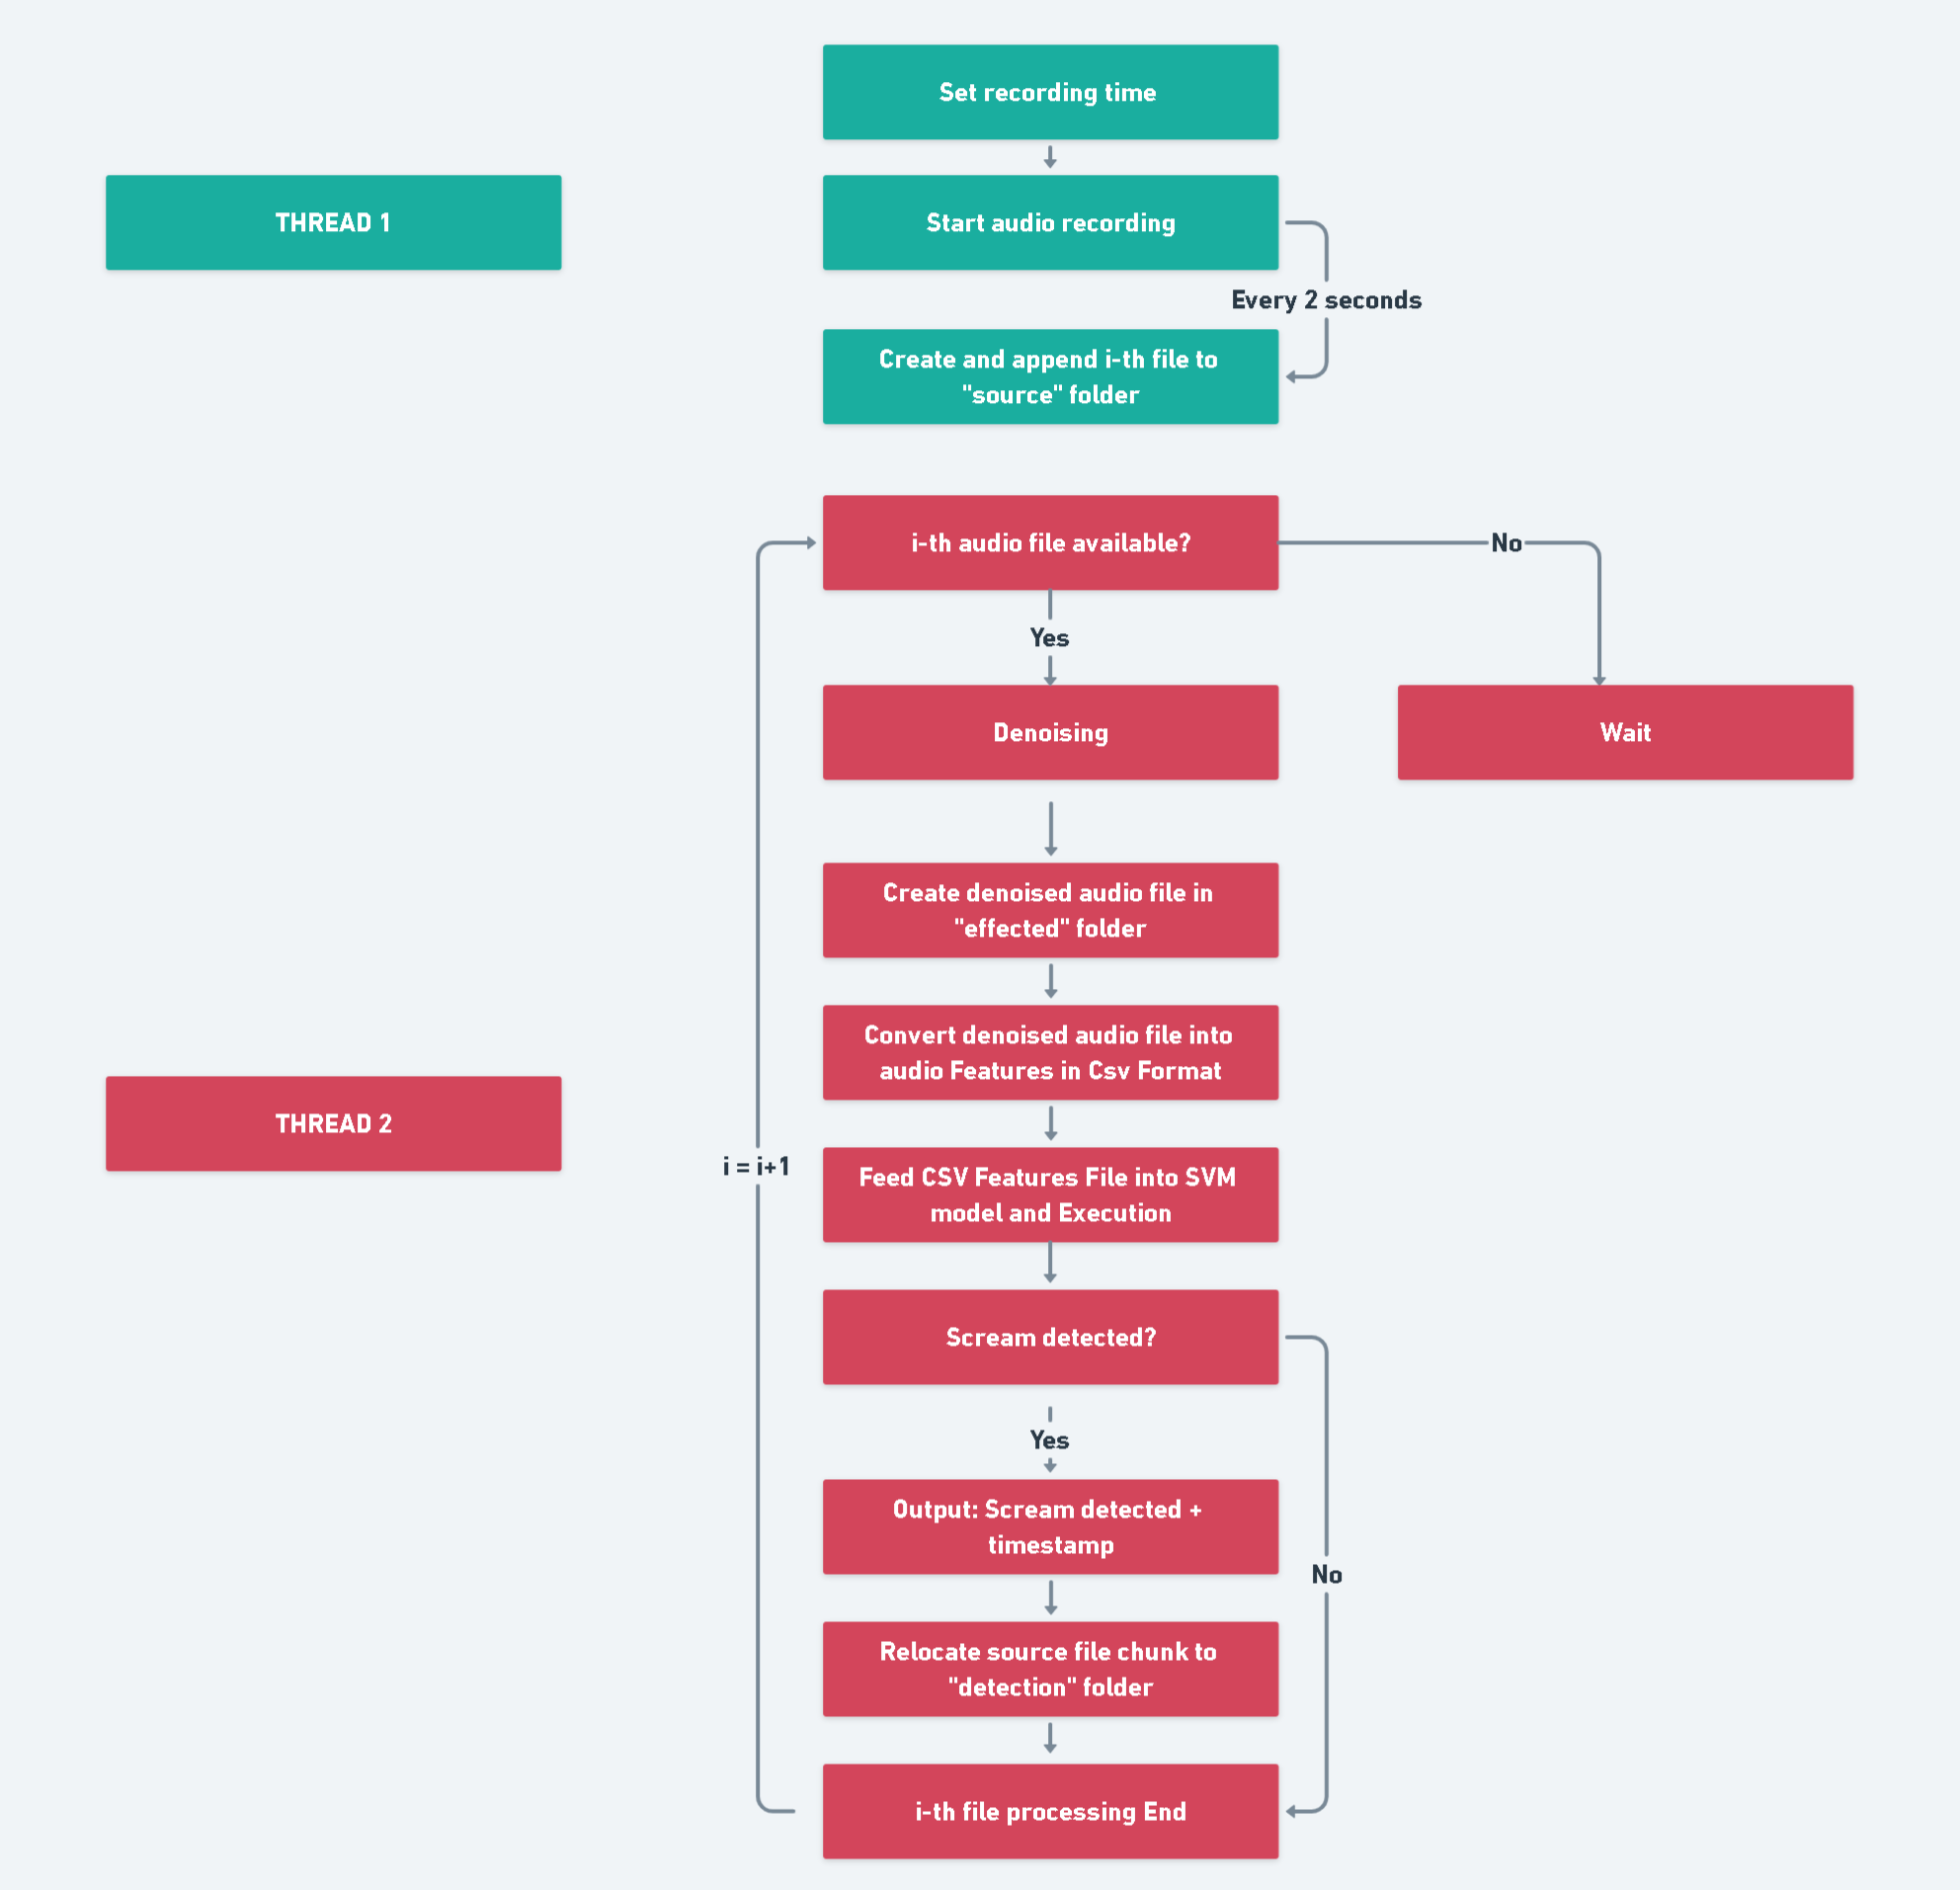 Set recording time
THREAD 1
Start audio recording
Every 2 seconds
Create and append i-th file to
"source" folder
i-th audio file available?
No
Yes
Denoising
Wait
Create denoised audio file in
"effected" folder
Convert denoised audio file into
audio Features in Csv Format
THREAD 2
i = i+1
Feed CSV Features File into SVM
model and Execution
Scream detected?
Yes
Output: Scream detected +
timestamp
No
Relocate source file chunk to
"detection" folder
i-th file processing End